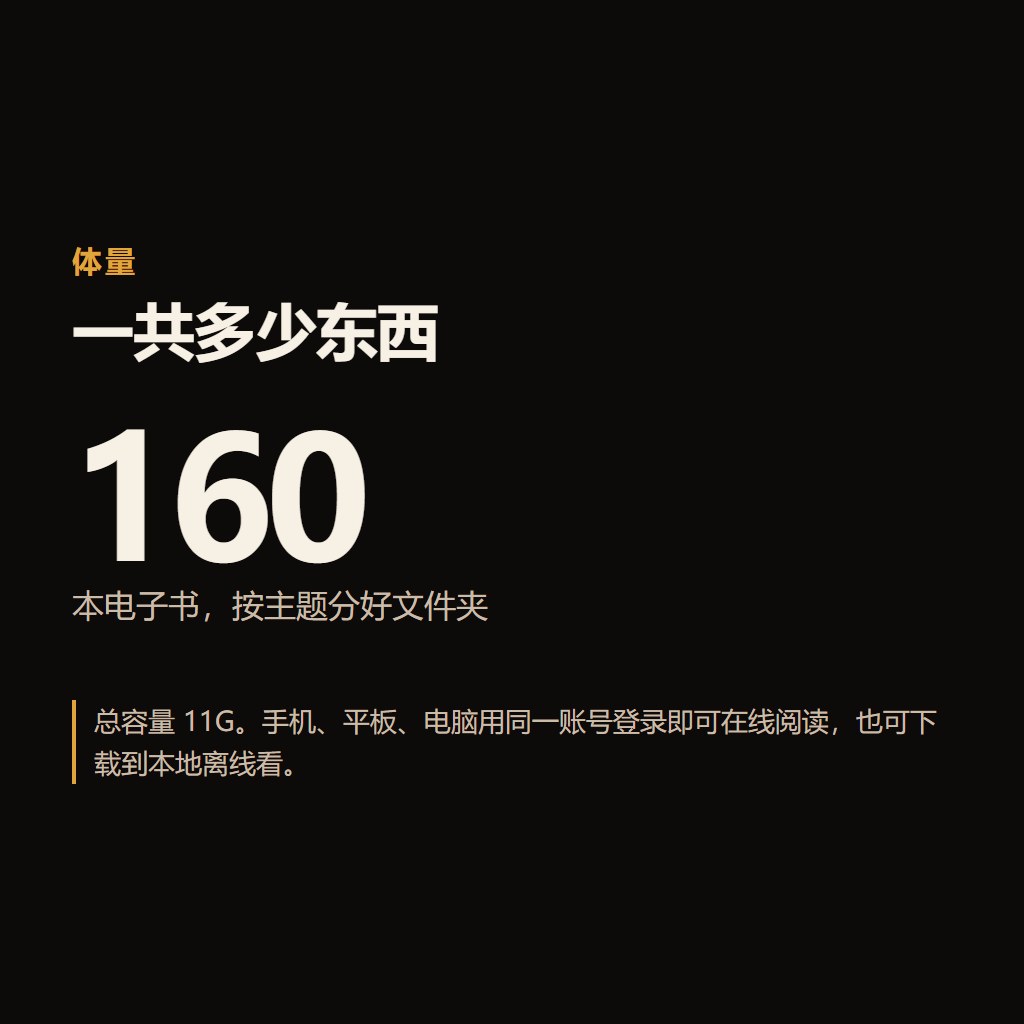 体量
一共多少东西
160
本电子书，按主题分好文件夹
总容量 11G。手机、平板、电脑用同一账号登录即可在线阅读，也可下
载到本地离线看。